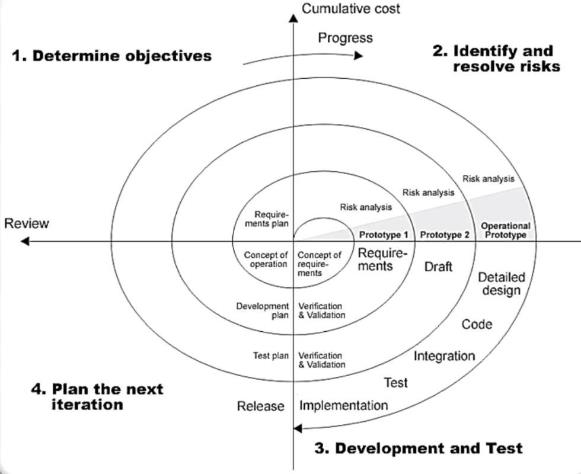 Cumulative cost
Progress
1. Determine objectives
2. Identify and
resolve risks
Risk analysis
Risk analysis
Risk analysis
Review
Require-
ments plan
Prototype 1
Prototype 2
Operational
Prototype
Concept of
operation
Concept of
require-
ments
Require-
ments
Draft
Detailed
design
Development
plan
Verification
& Validation
Code
Test plan
Verification
& Validation
Integration
Test
4. Plan the next
iteration
Release
Implementation
3. Development and Test